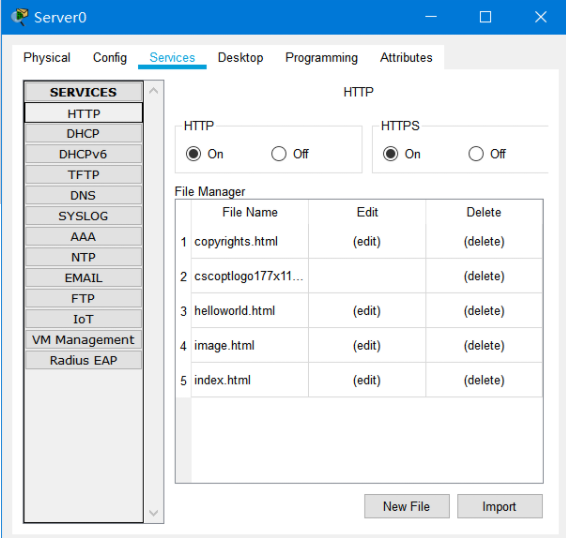 Server0
Physical Config Services Desktop Programming Attributes
SERVICES
HTTP
DHCP
DHCPv6
TFTP
DNS
SYSLOG
AAA
NTP
EMAIL
FTP
IoT
VM Management
Radius EAP
HTTP
HTTP
On Off
HTTPS
On Off
File Manager
File Name Edit Delete
1 copyrights.html (edit) (delete)
2 cscoptlogo177x11... (delete)
3 helloworld.html (edit) (delete)
4 image.html (edit) (delete)
5 index.html (edit) (delete)
New File Import